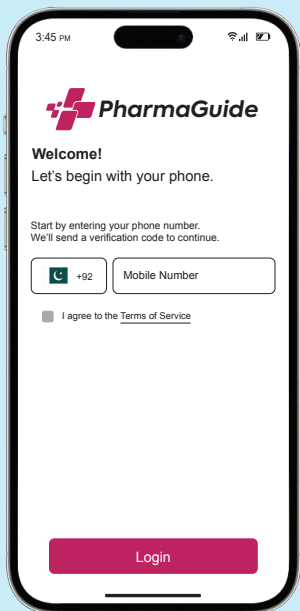 3:45 PM
PharmaGuide
Welcome!
Let's begin with your phone.
Start by entering your phone number.
We'll send a verification code to continue.
+92 Mobile Number
I agree to the Terms of Service
Login